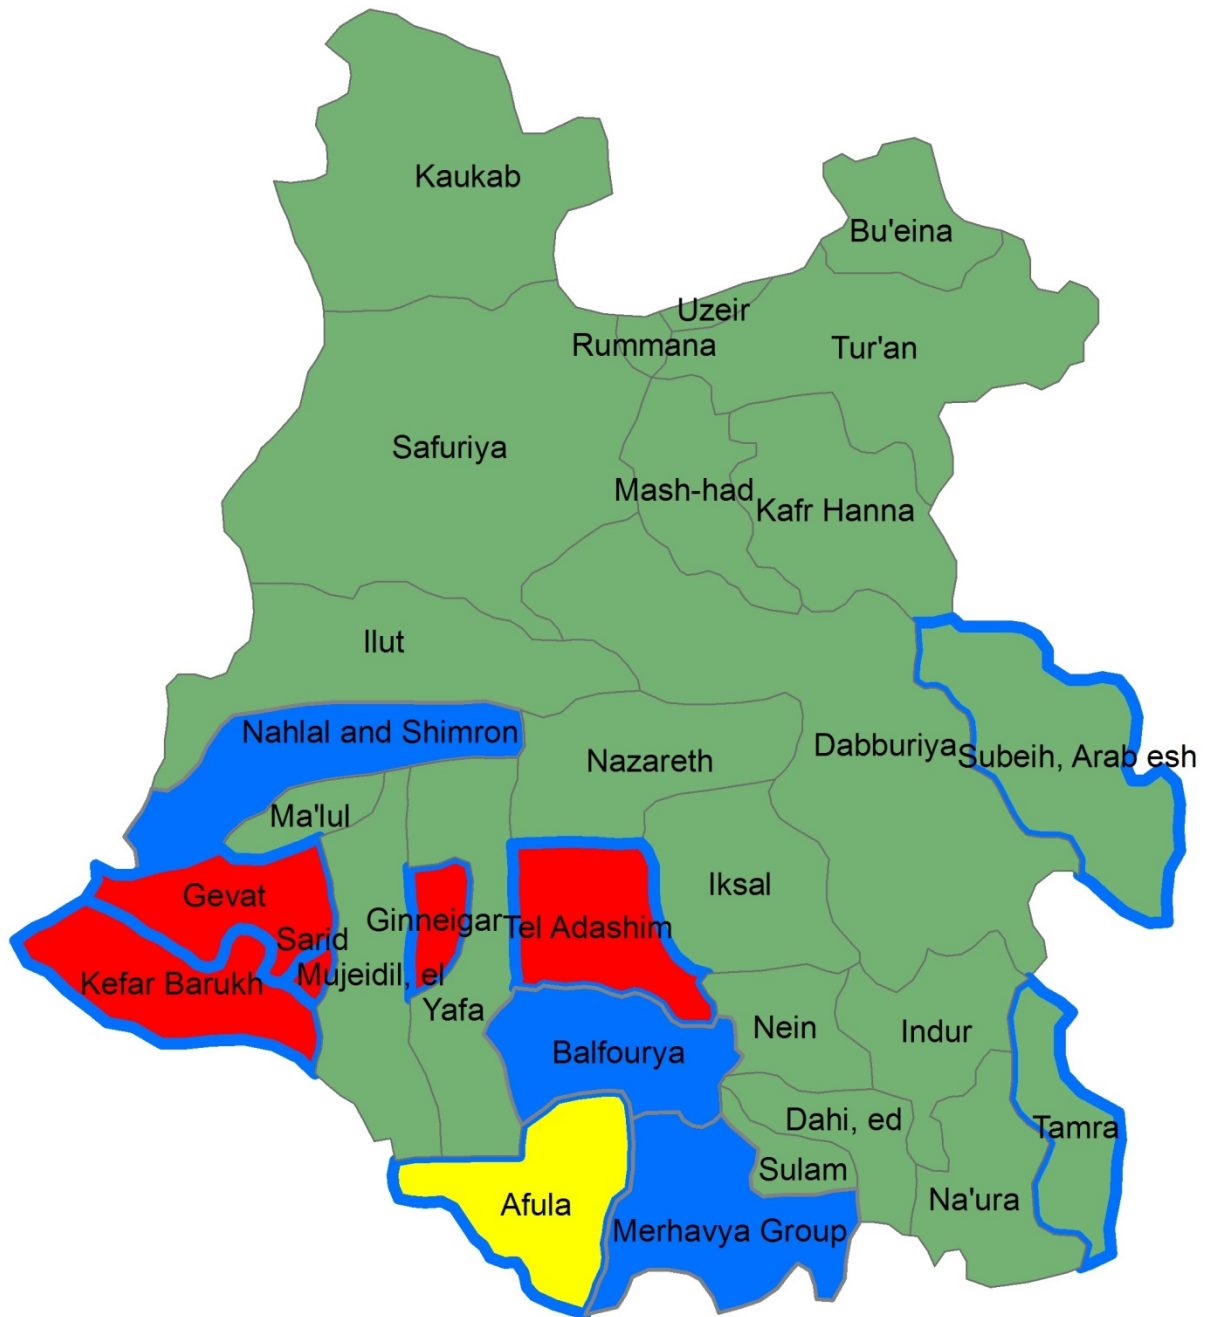 Kaukab
Bu'eina
Uzeir
Rummana
Tur'an
Safuriya
Mash-had
Kafr Hanna
Ilut
Nahlal and Shimron
Nazareth
Dabburiya
Subeih, Arab esh
Ma'lul
Iksal
Gevat
Ginneigar
Tel Adashim
Sarid
Mujeidil, el
Kefar Barukh
Yafa
Nein
Indur
Balfourya
Dahi, ed
Tamra
Sulam
Na'ura
Afula
Merhavya Group